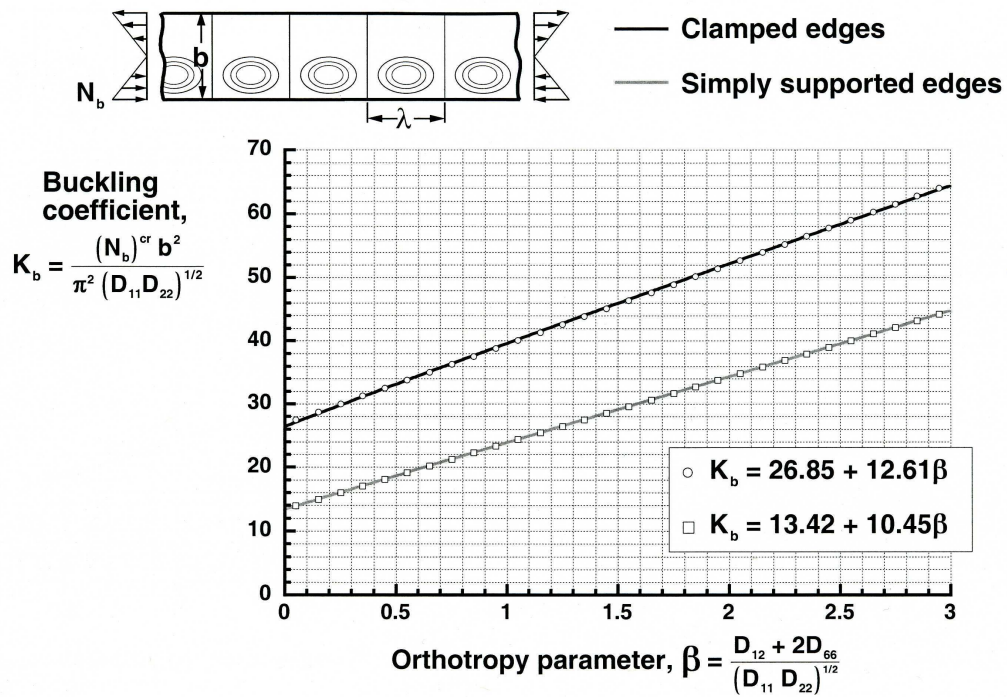 b
N_b
λ
Clamped edges
Simply supported edges
Buckling
coefficient,
K_b = (N_b)^cr b^2 / π^2 (D_11 D_22)^1/2
70
60
50
40
30
20
10
0
K_b = 26.85 + 12.61β
K_b = 13.42 + 10.45β
0 0.5 1 1.5 2 2.5 3
Orthotropy parameter, β = D_12 + 2D_66 / (D_11 D_22)^1/2